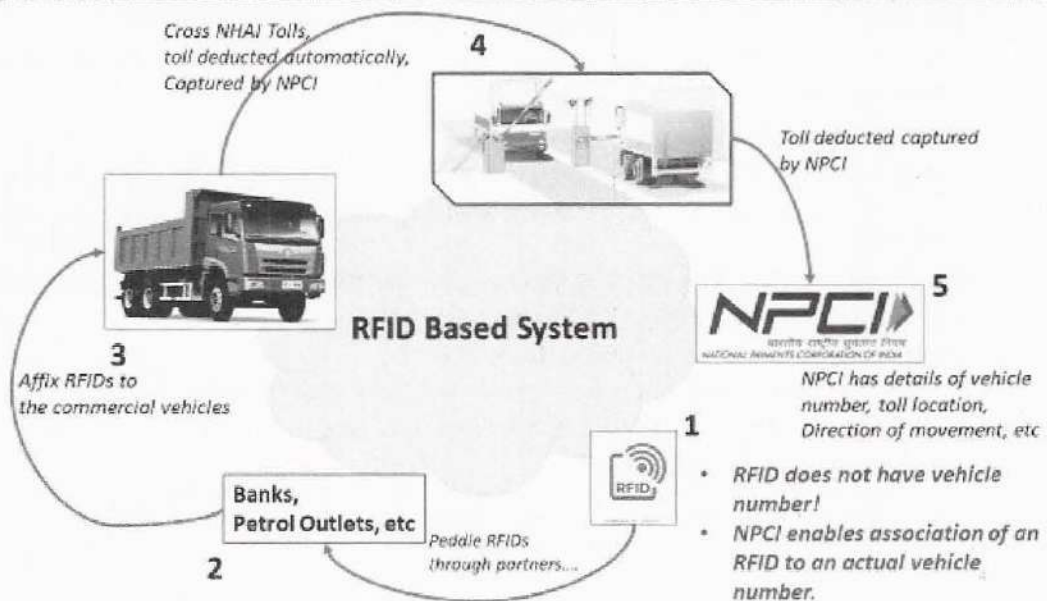 Cross NHAI Tolls,
toll deducted automatically,
Captured by NPCI
4
Toll deducted captured
by NPCI
5
NPCI
भारतीय राष्ट्रीय भुगतान निगम
NATIONAL PAYMENTS CORPORATION OF INDIA
NPCI has details of vehicle
number, toll location,
Direction of movement, etc
RFID Based System
3
Affix RFIDs to
the commercial vehicles
1
RFID
• RFID does not have vehicle
number!
• NPCI enables association of an
RFID to an actual vehicle
number.
Banks,
Petrol Outlets, etc
2
Peddle RFIDs
through partners....